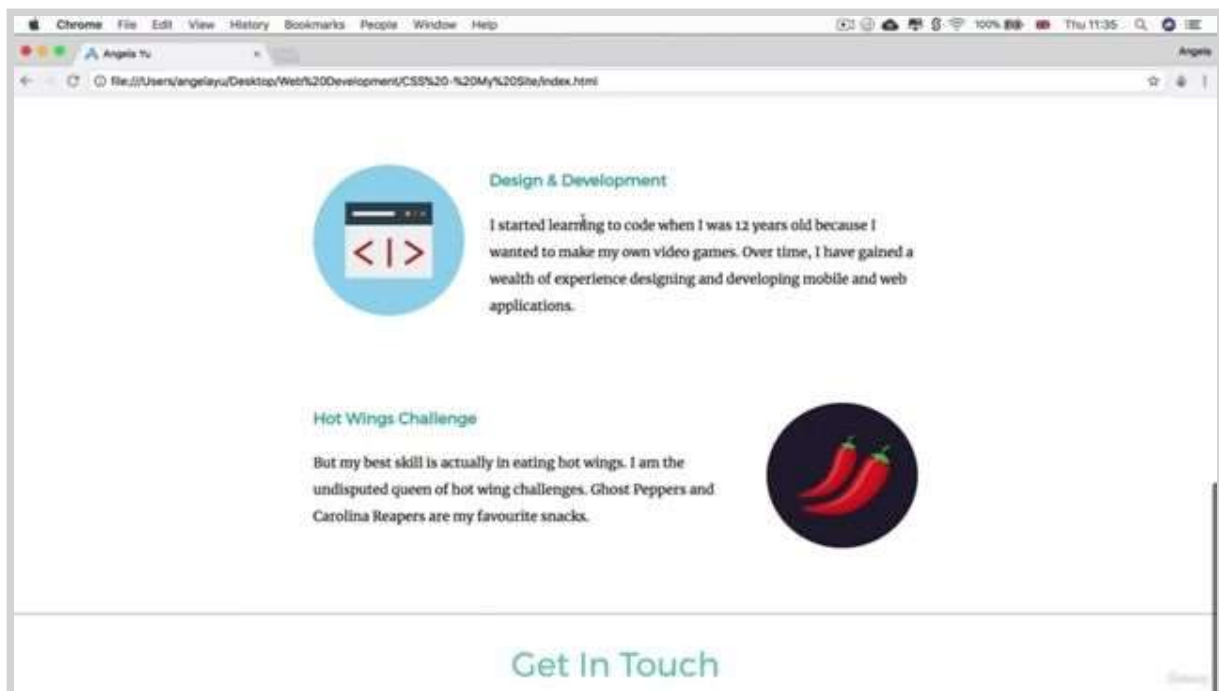 Chrome File Edit View History Bookmarks People Window Help 100% Thu 11:35
Angela Yu Angela
file:///Users/angelayu/Desktop/Web%20Development/CSS%20-%20My%20Site/index.html
Design & Development
I started learning to code when I was 12 years old because I
wanted to make my own video games. Over time, I have gained a
wealth of experience designing and developing mobile and web
applications.
Hot Wings Challenge
But my best skill is actually in eating hot wings. I am the
undisputed queen of hot wing challenges. Ghost Peppers and
Carolina Reapers are my favourite snacks.
Get In Touch